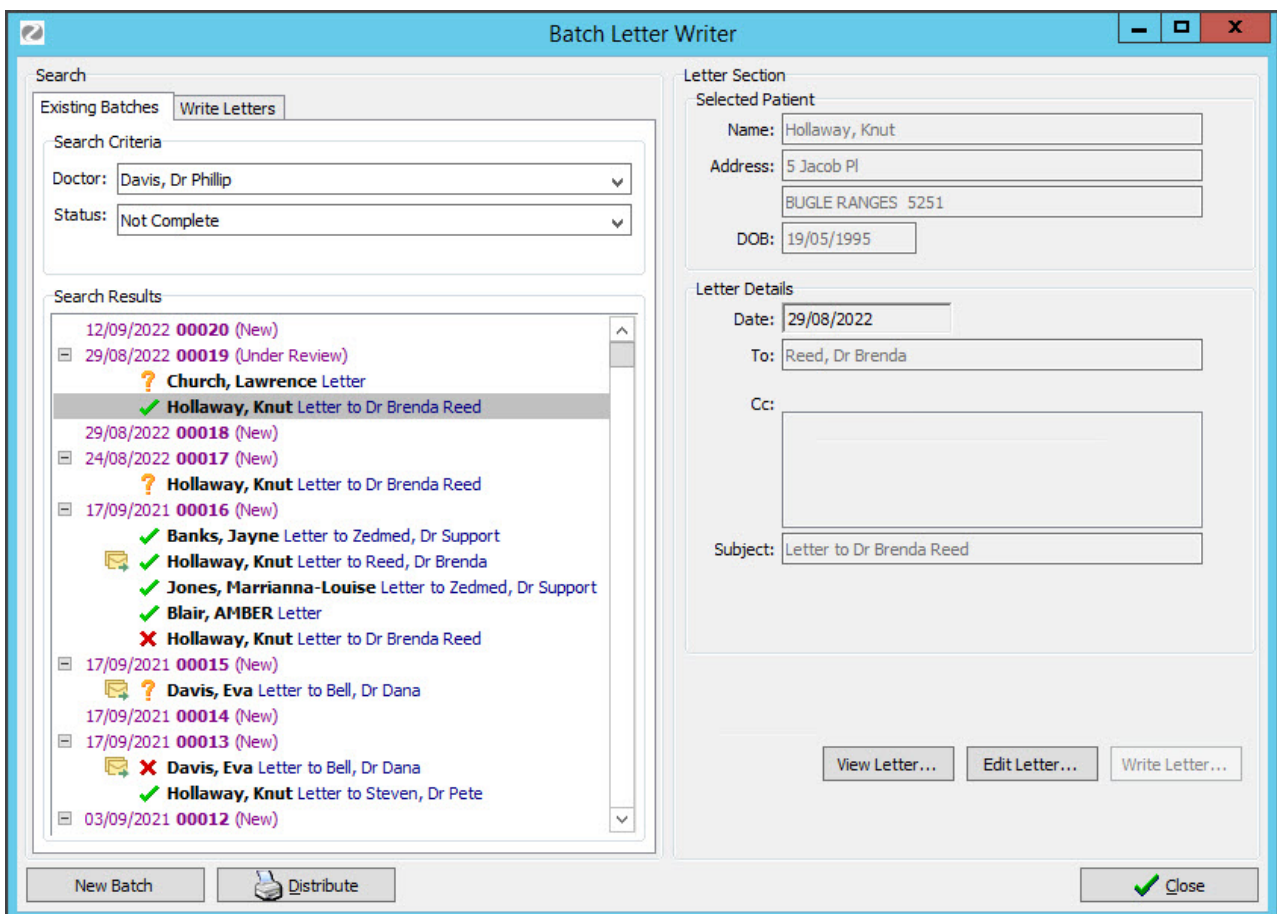 Batch Letter Writer
Search
Existing Batches
Write Letters
Search Criteria
Doctor: Davis, Dr Phillip
Status: Not Complete
Search Results
12/09/2022 00020 (New)
29/08/2022 00019 (Under Review)
Church, Lawrence Letter
Hollaway, Knut Letter to Dr Brenda Reed
29/08/2022 00018 (New)
24/08/2022 00017 (New)
Hollaway, Knut Letter to Dr Brenda Reed
17/09/2021 00016 (New)
Banks, Jayne Letter to Zedmed, Dr Support
Hollaway, Knut Letter to Reed, Dr Brenda
Jones, Marrianna-Louise Letter to Zedmed, Dr Support
Blair, AMBER Letter
Hollaway, Knut Letter to Dr Brenda Reed
17/09/2021 00015 (New)
Davis, Eva Letter to Bell, Dr Dana
17/09/2021 00014 (New)
17/09/2021 00013 (New)
Davis, Eva Letter to Bell, Dr Dana
Hollaway, Knut Letter to Steven, Dr Pete
03/09/2021 00012 (New)
Letter Section
Selected Patient
Name: Hollaway, Knut
Address: 5 Jacob Pl
BUGLE RANGES 5251
DOB: 19/05/1995
Letter Details
Date: 29/08/2022
To: Reed, Dr Brenda
Cc:
Subject: Letter to Dr Brenda Reed
View Letter...
Edit Letter...
Write Letter...
New Batch
Distribute
Close